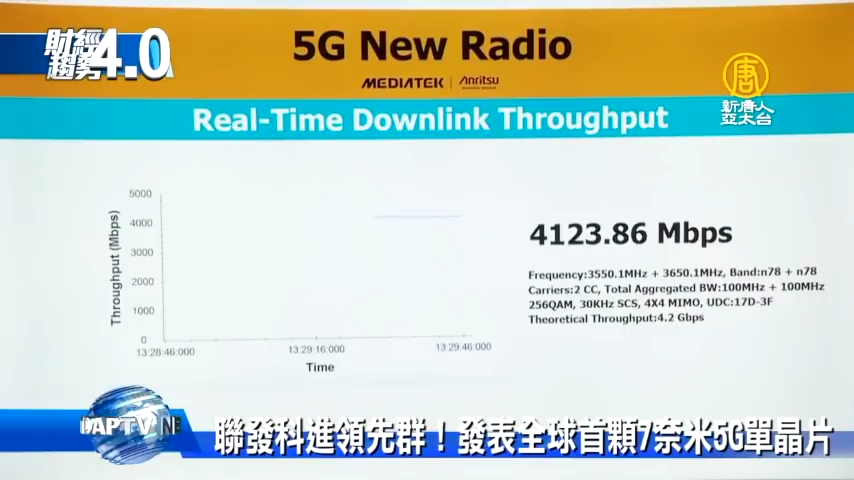 財經趨勢4.0
5G New Radio
MEDIATEK | Anritsu
唐
新唐人
亞太台
Real-Time Downlink Throughput
Throughput (Mbps)
5000
4000
3000
2000
1000
0
13:28:46:000
13:29:16:000
13:29:46:000
Time
4123.86 Mbps
Frequency:3550.1MHz + 3650.1MHz, Band:n78 + n78
Carriers:2 CC, Total Aggregated BW:100MHz + 100MHz
256QAM, 30KHz SCS, 4X4 MIMO, UDC:17D-3F
Theoretical Throughput:4.2 Gbps
聯發科進領先群！發表全球首顆7奈米5G單晶片